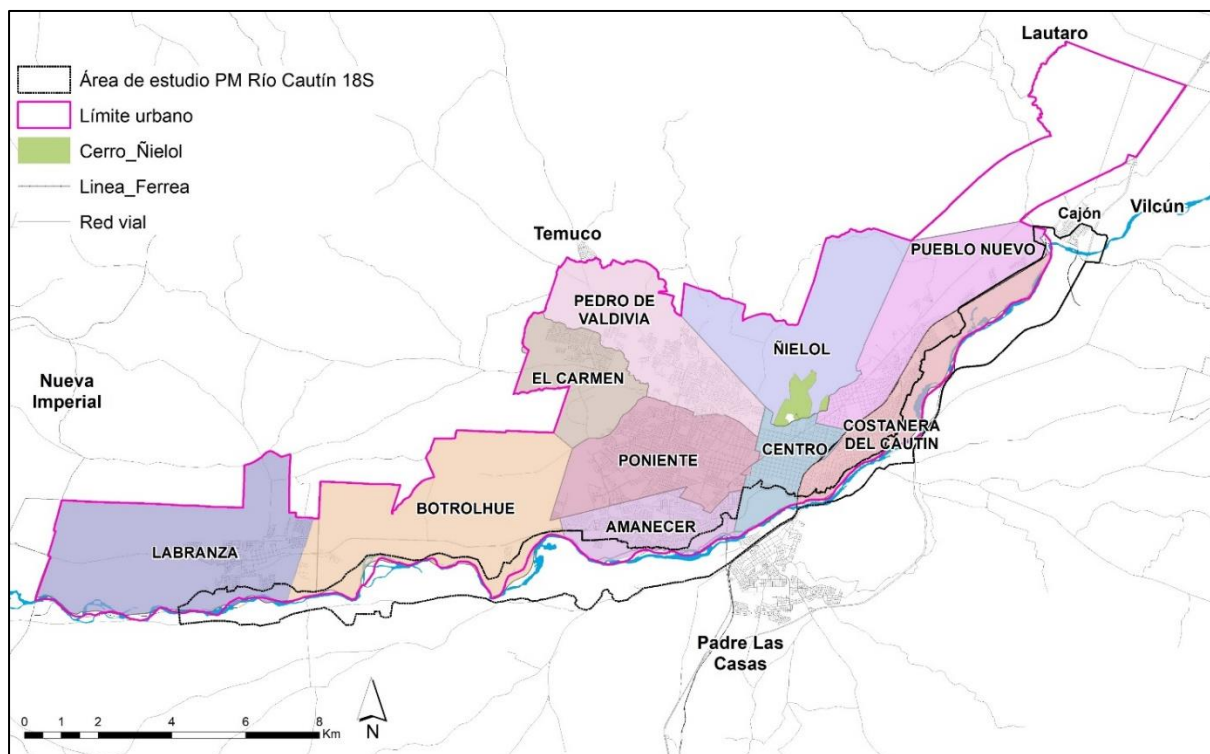 Lautaro
Área de estudio PM Río Cautín 18S
Límite urbano
Cerro_Ñielol
Linea_Ferrea
Red vial
Cajón
Vilcún
Temuco
PUEBLO NUEVO
PEDRO DE
VALDIVIA
ÑIELOL
EL CARMEN
Nueva
Imperial
COSTANERA
DEL CAUTIN
CENTRO
PONIENTE
BOTROLHUE
AMANECER
LABRANZA
Padre Las
Casas
0 1 2 4 6 8
Km
N